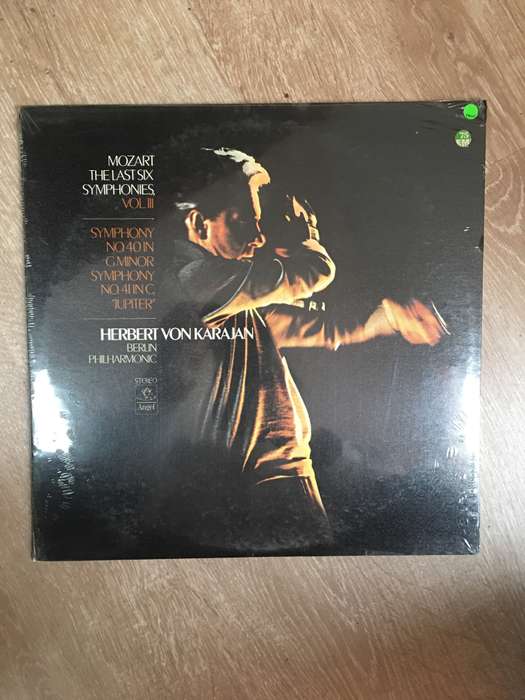 MOZART
THE LAST SIX
SYMPHONIES,
VOL. III
SYMPHONY
NO. 40 IN
G MINOR
SYMPHONY
NO. 41 IN C,
"JUPITER"
HERBERT VON KARAJAN
BERLIN
PHILHARMONIC
STEREO
Angel